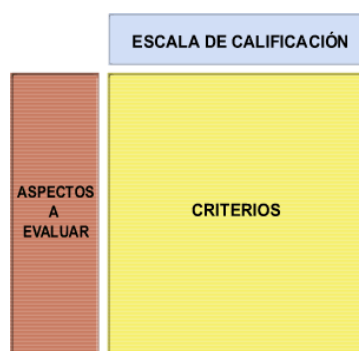 ESCALA DE CALIFICACIÓN
ASPECTOS
A
EVALUAR
CRITERIOS